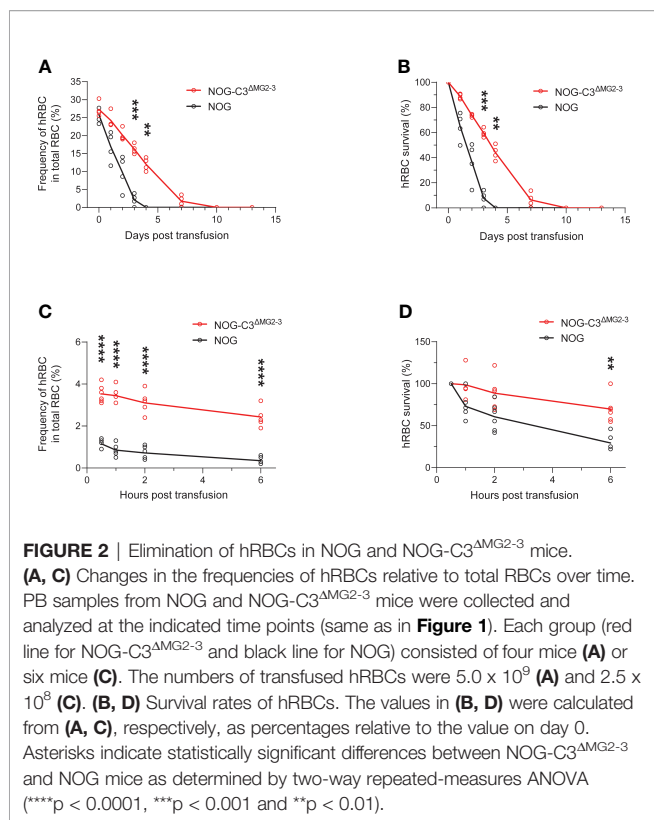 A
NOG-C3ΔMG2-3
NOG
Frequency of hRBC
in total RBC (%)
35
30
25
20
15
10
5
0
***
**
0
5
10
15
Days post transfusion
B
NOG-C3ΔMG2-3
NOG
hRBC survival (%)
100
80
60
40
20
0
***
**
0
5
10
15
Days post transfusion
C
NOG-C3ΔMG2-3
NOG
Frequency of hRBC
in total RBC (%)
6
4
2
0
****
****
****
****
0
2
4
6
Hours post transfusion
D
NOG-C3ΔMG2-3
NOG
hRBC survival (%)
150
100
50
0
**
0
2
4
6
Hours post transfusion
FIGURE 2 | Elimination of hRBCs in NOG and NOG-C3ΔMG2-3 mice.
(A, C) Changes in the frequencies of hRBCs relative to total RBCs over time.
PB samples from NOG and NOG-C3ΔMG2-3 mice were collected and
analyzed at the indicated time points (same as in Figure 1). Each group (red
line for NOG-C3ΔMG2-3 and black line for NOG) consisted of four mice (A) or
six mice (C). The numbers of transfused hRBCs were 5.0 x 10⁹ (A) and 2.5 x
10⁸ (C). (B, D) Survival rates of hRBCs. The values in (B, D) were calculated
from (A, C), respectively, as percentages relative to the value on day 0.
Asterisks indicate statistically significant differences between NOG-C3ΔMG2-3
and NOG mice as determined by two-way repeated-measures ANOVA
(****p < 0.0001, ***p < 0.001 and **p < 0.01).